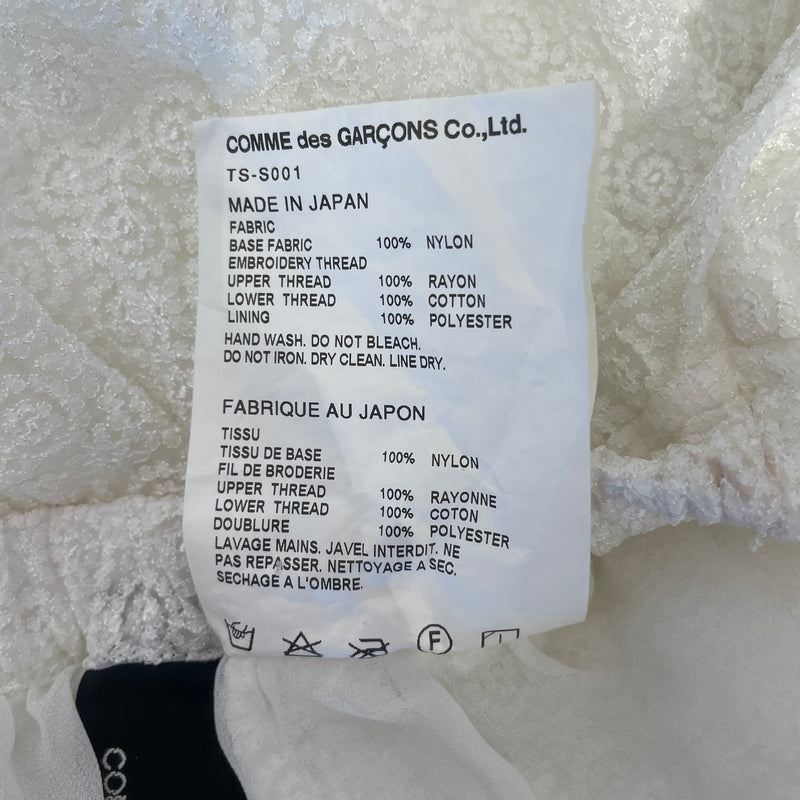 COMME des GARÇONS Co.,Ltd.
TS-S001
MADE IN JAPAN
FABRIC
BASE FABRIC 100% NYLON
EMBROIDERY THREAD
UPPER THREAD 100% RAYON
LOWER THREAD 100% COTTON
LINING 100% POLYESTER
HAND WASH. DO NOT BLEACH.
DO NOT IRON. DRY CLEAN. LINE DRY.
FABRIQUE AU JAPON
TISSU
TISSU DE BASE 100% NYLON
FIL DE BRODERIE
UPPER THREAD 100% RAYONNE
LOWER THREAD 100% COTON
DOUBLURE 100% POLYESTER
LAVAGE MAINS. JAVEL INTERDIT. NE
PAS REPASSER. NETTOYAGE A SEC.
SECHAGE A L'OMBRE.
F